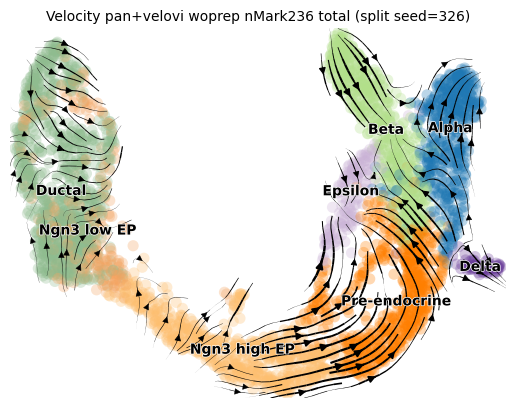 Velocity pan+velovi woprep nMark236 total (split seed=326)
Beta
Alpha
Ductal
Epsilon
Ngn3 low EP
Delta
Pre-endocrine
Ngn3 high EP